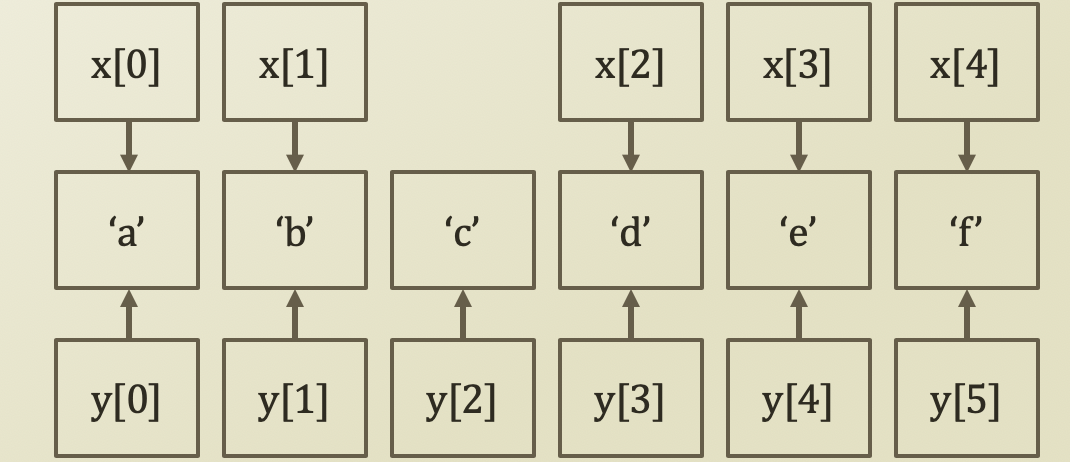 x[0] x[1] x[2] x[3] x[4]
‘a’ ‘b’ ‘c’ ‘d’ ‘e’ ‘f’
y[0] y[1] y[2] y[3] y[4] y[5]